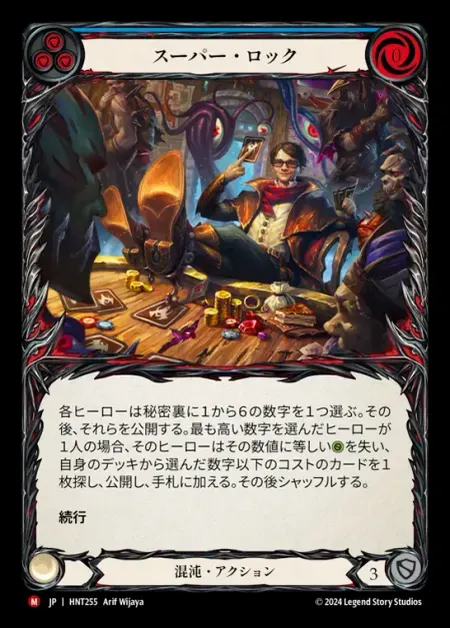 スーパー・ロック
0
各ヒーローは秘密裏に1から6の数字を1つ選ぶ。その
後、それらを公開する。最も高い数字を選んだヒーローが
1人の場合、そのヒーローはその数値に等しいを失い、
自身のデッキから選んだ数字以下のコストのカードを1
枚探し、公開し、手札に加える。その後シャッフルする。
続行
混沌・アクション
3
M JP | HNT255 Arif Wijaya
© 2024 Legend Story Studios